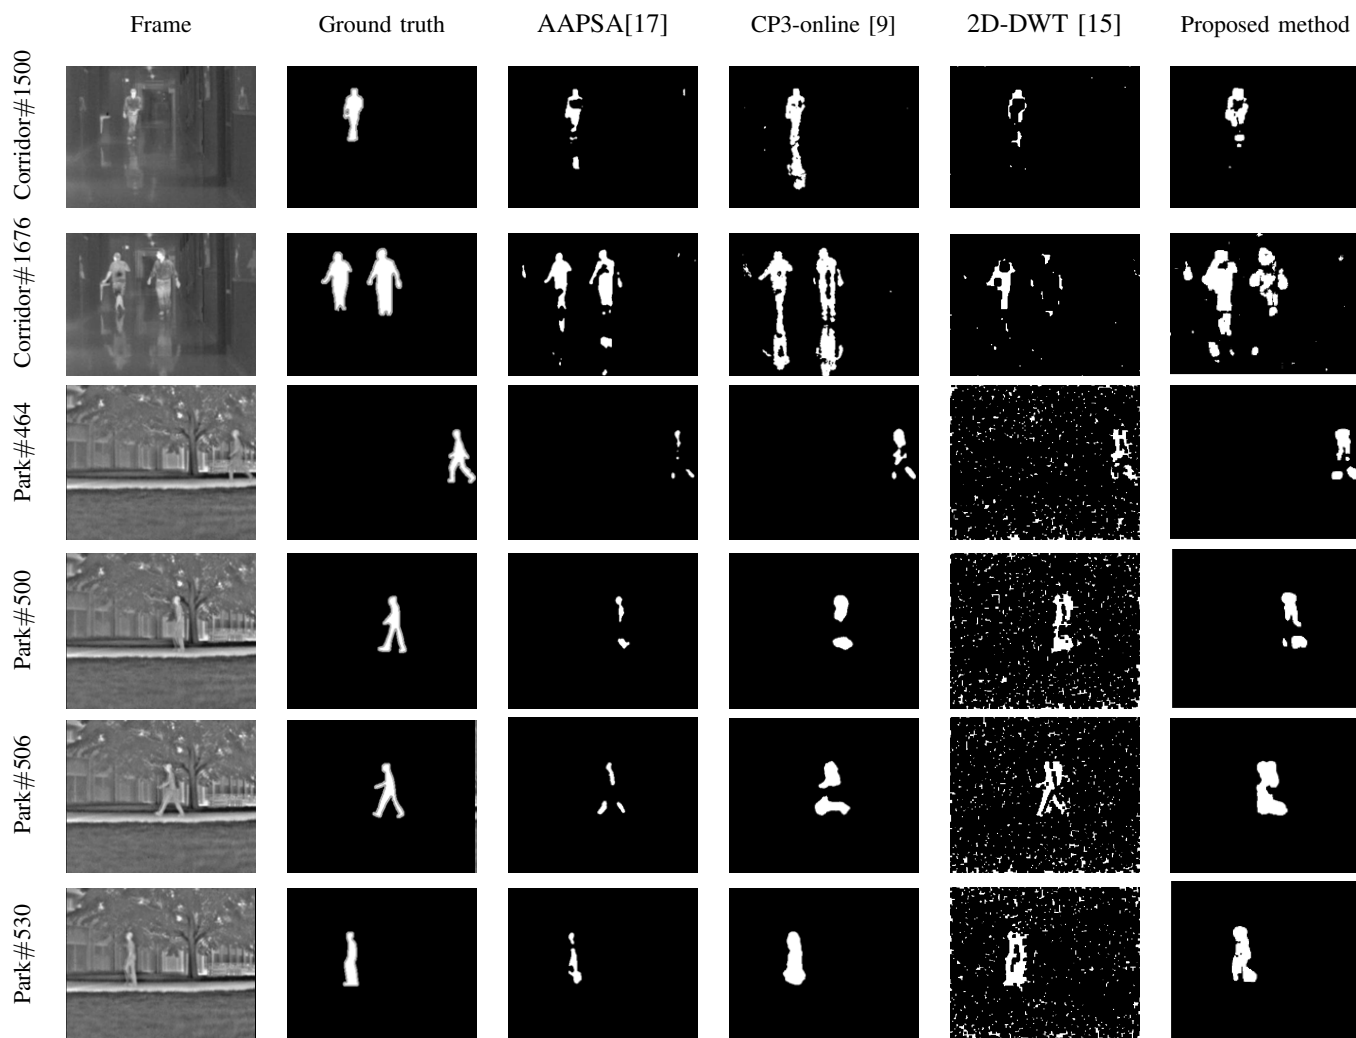 Frame
Ground truth
AAPSA[17]
CP3-online [9]
2D-DWT [15]
Proposed method
Corridor#1500
Corridor#1676
Park#464
Park#500
Park#506
Park#530